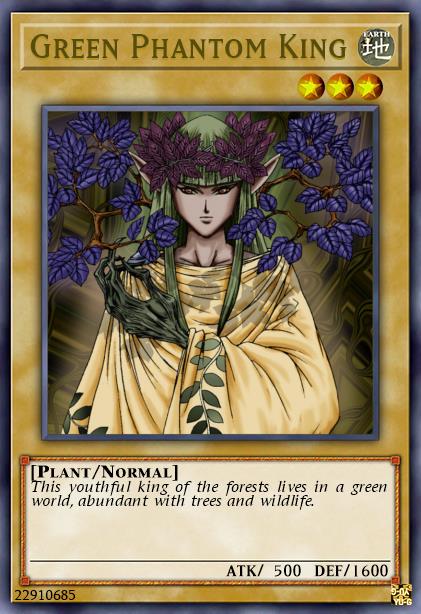 GREEN PHANTOM KING
EARTH
地
[PLANT/NORMAL]
This youthful king of the forests lives in a green
world, abundant with trees and wildlife.
ATK/ 500 DEF/1600
22910685